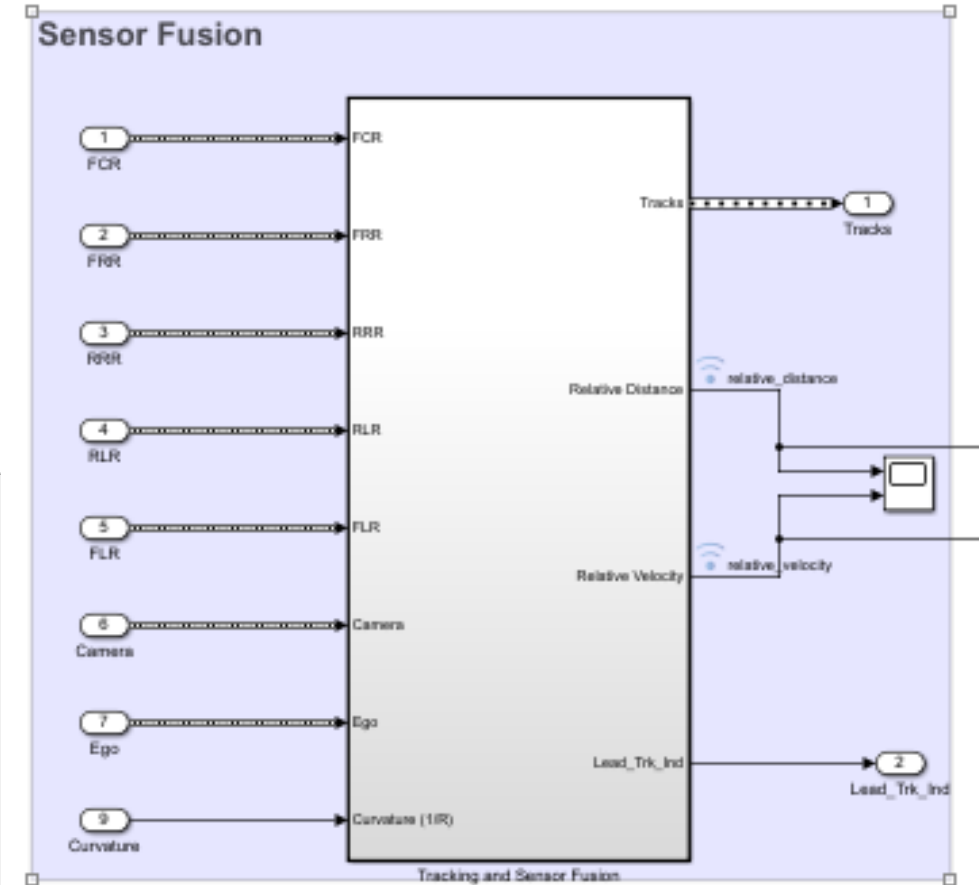 Sensor Fusion
1
FCR
FCR
2
FRR
FRR
3
RRR
RRR
4
RLR
RLR
5
FLR
FLR
6
Camera
Camera
7
Ego
Ego
9
Curvature
Curvature (1/R)
Tracks
1
Tracks
relative_distance
Relative Distance
relative_velocity
Relative Velocity
Lead_Trk_Ind
2
Lead_Trk_Ind
Tracking and Sensor Fusion